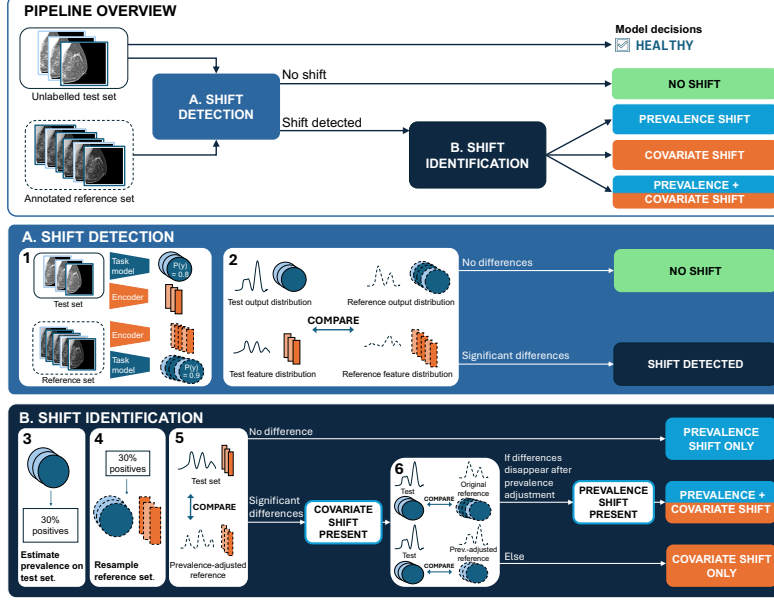 PIPELINE OVERVIEW
Unlabelled test set
Annotated reference set
A. SHIFT
DETECTION
No shift
Shift detected
B. SHIFT
IDENTIFICATION
Model decisions
HEALTHY
NO SHIFT
PREVALENCE SHIFT
COVARIATE SHIFT
PREVALENCE +
COVARIATE SHIFT
A. SHIFT DETECTION
1
Test set
Task
model
P(y)
= 0.8
Encoder
Reference set
Encoder
Task
model
P(y)
= 0.9
2
Test output distribution
Reference output distribution
COMPARE
Test feature distribution
Reference feature distribution
No differences
Significant differences
NO SHIFT
SHIFT DETECTED
B. SHIFT IDENTIFICATION
3
30%
positives
Estimate
prevalence on
test set.
4
30%
positives
Resample
reference set.
5
Test set
COMPARE
Prevalence-adjusted
reference
No difference
Significant
differences
COVARIATE
SHIFT
PRESENT
6
Test
COMPARE
Original
reference
Test
COMPARE
Prev.-adjusted
reference
If differences
disappear after
prevalence
adjustment
Else
PREVALENCE
SHIFT
PRESENT
PREVALENCE
SHIFT ONLY
PREVALENCE +
COVARIATE SHIFT
COVARIATE SHIFT
ONLY